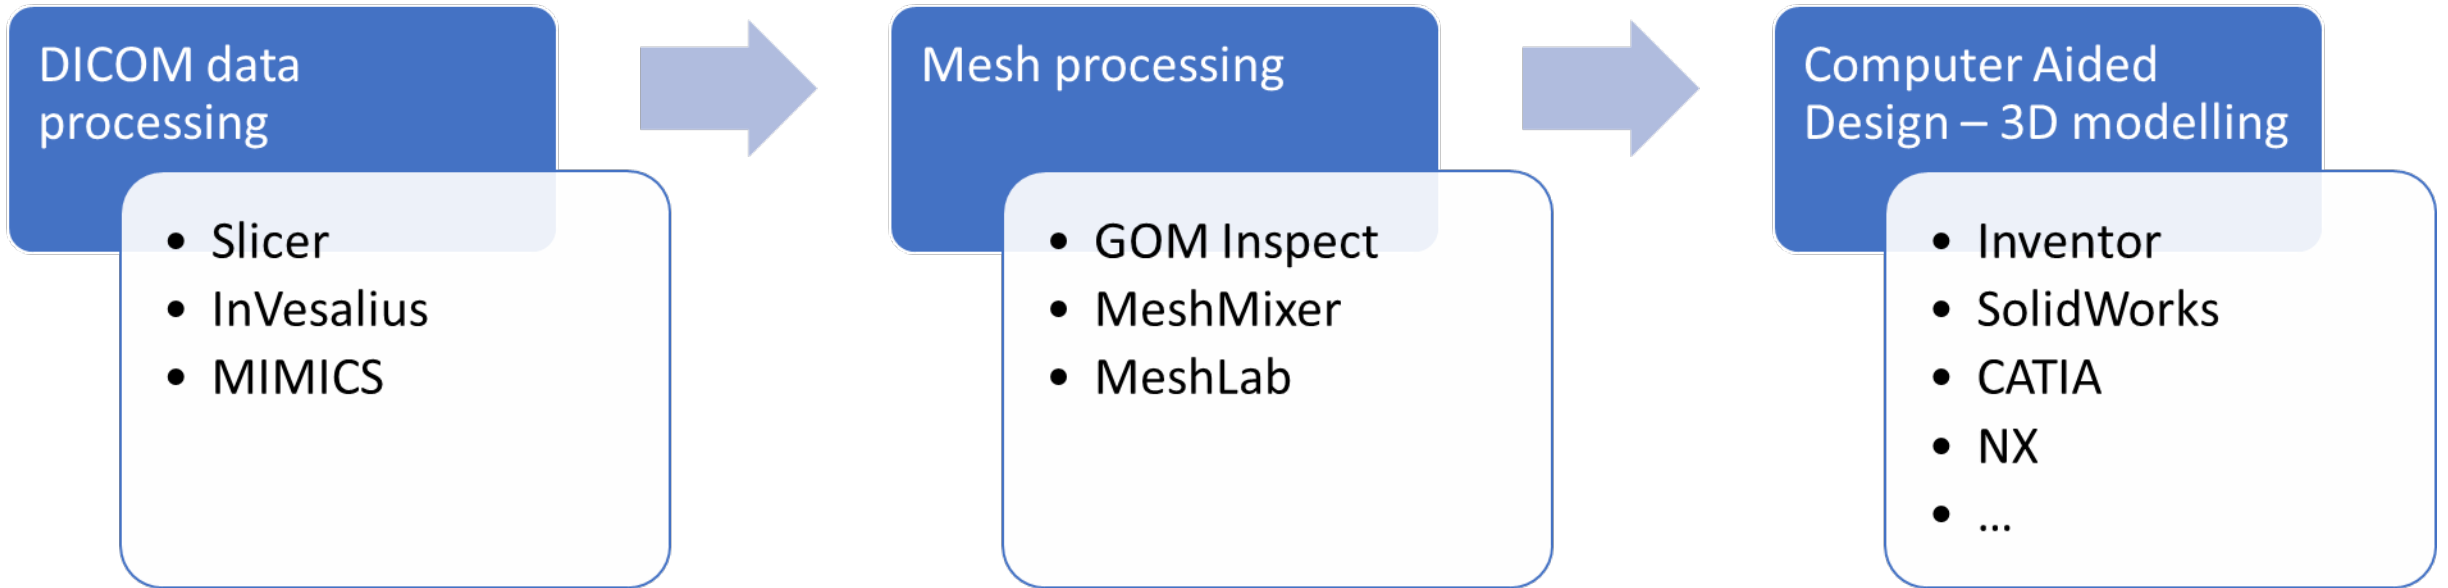 DICOM data
processing
• Slicer
• InVesalius
• MIMICS
Mesh processing
• GOM Inspect
• MeshMixer
• MeshLab
Computer Aided
Design – 3D modelling
• Inventor
• SolidWorks
• CATIA
• NX
• ...